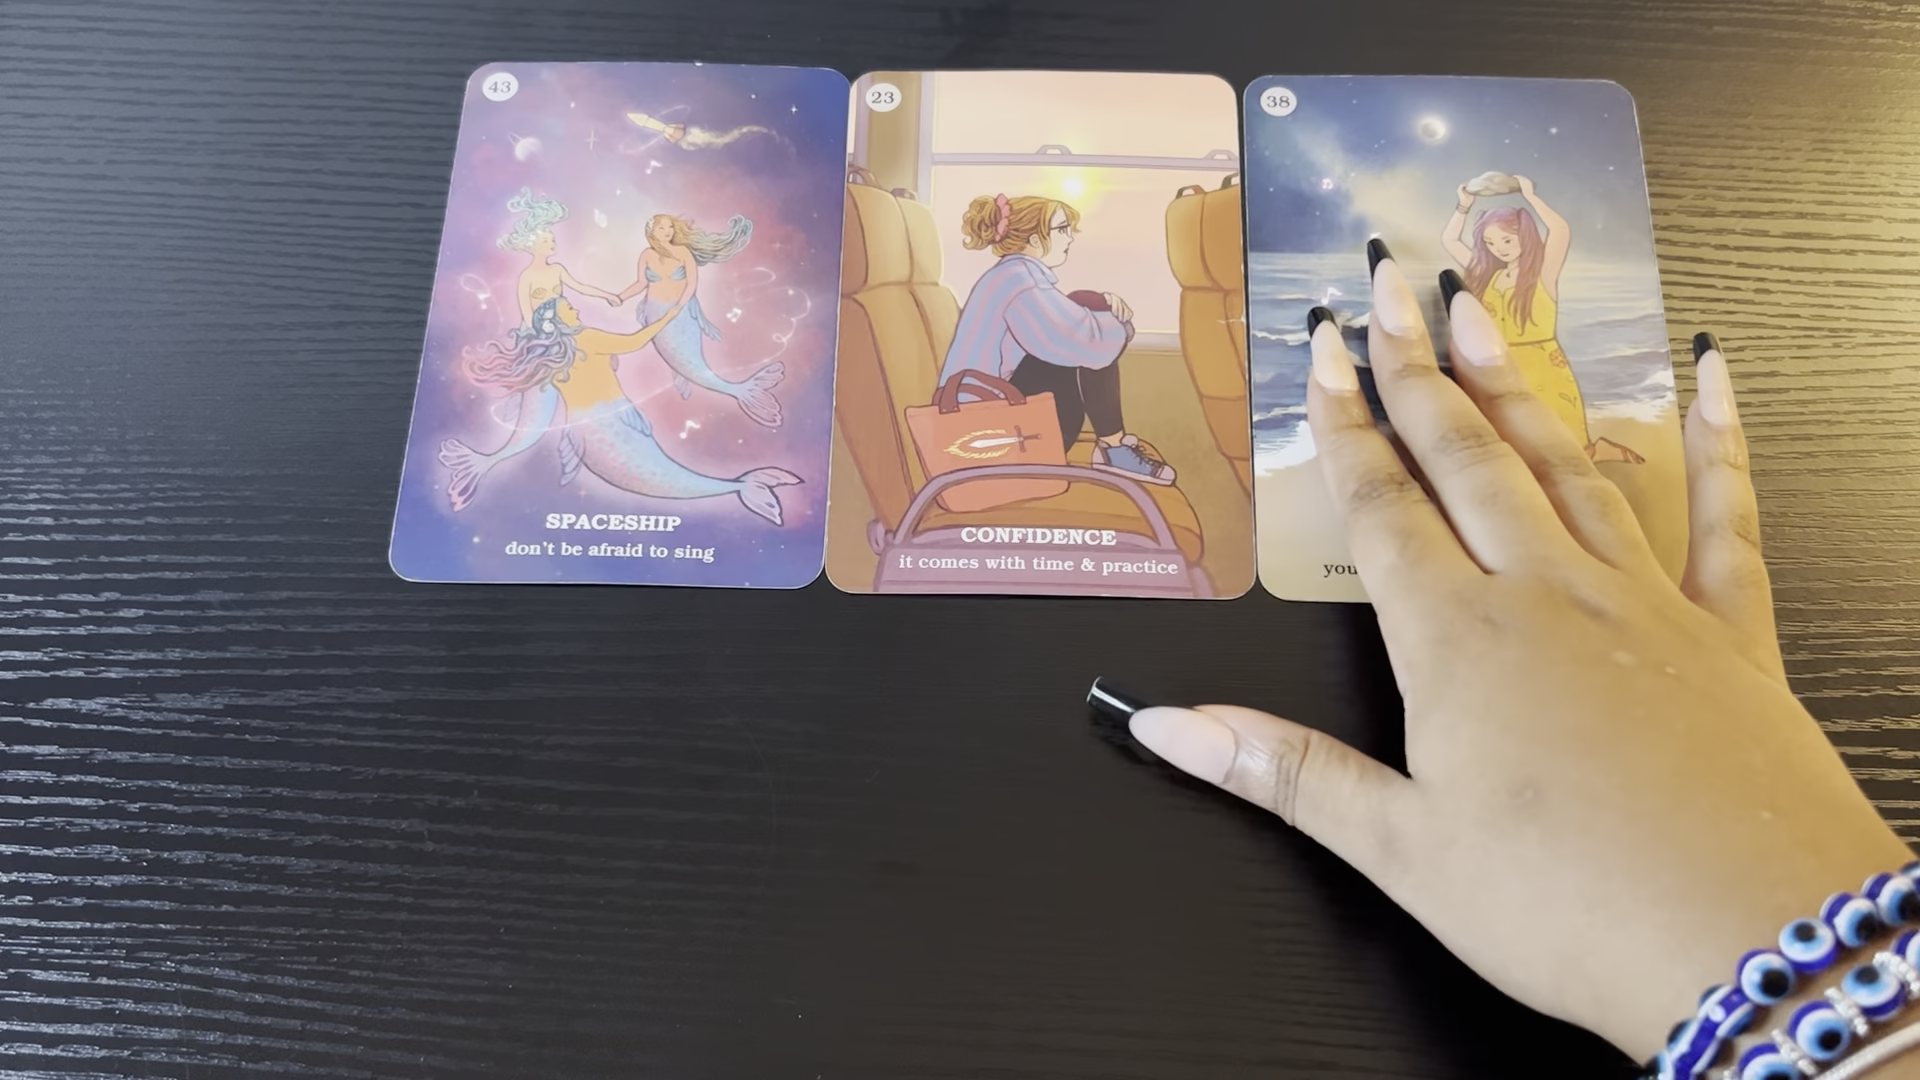 43
SPACESHIP
don't be afraid to sing
23
CONFIDENCE
it comes with time & practice
38
you